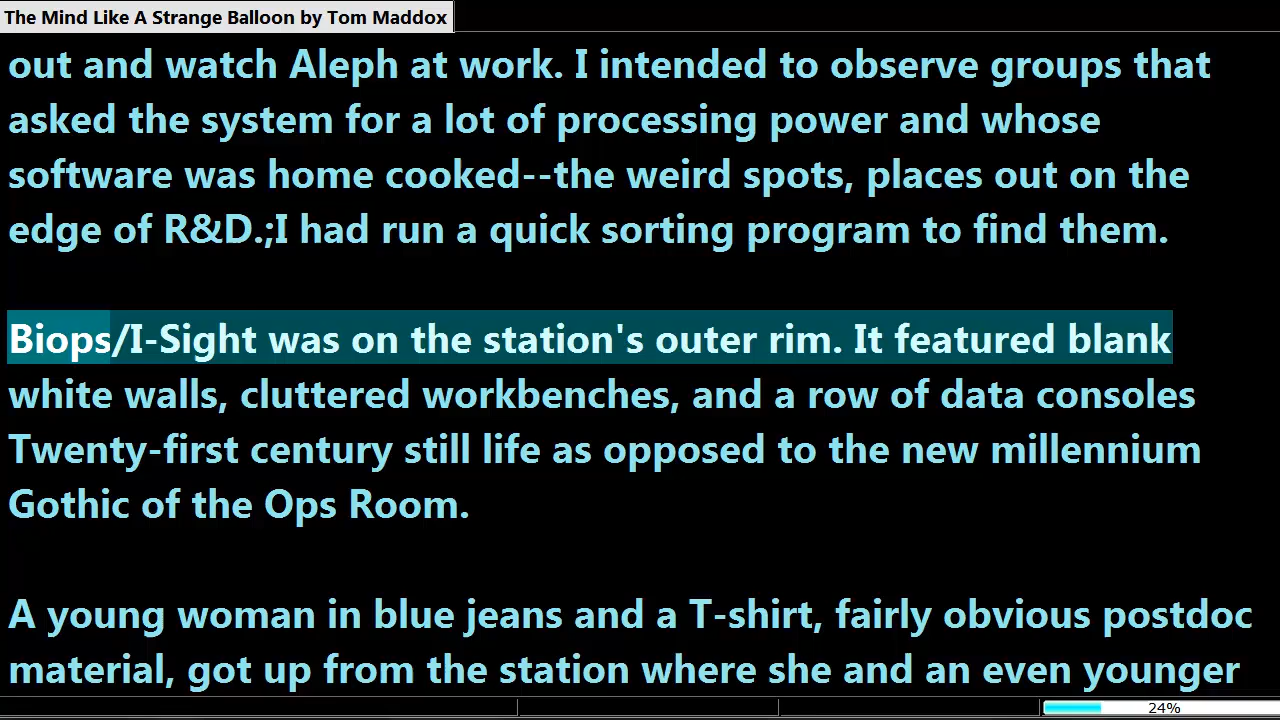 The Mind Like A Strange Balloon by Tom Maddox
out and watch Aleph at work. I intended to observe groups that
asked the system for a lot of processing power and whose
software was home cooked--the weird spots, places out on the
edge of R&D.;I had run a quick sorting program to find them.
Biops/I-Sight was on the station's outer rim. It featured blank
white walls, cluttered workbenches, and a row of data consoles
Twenty-first century still life as opposed to the new millennium
Gothic of the Ops Room.
A young woman in blue jeans and a T-shirt, fairly obvious postdoc
material, got up from the station where she and an even younger
24%